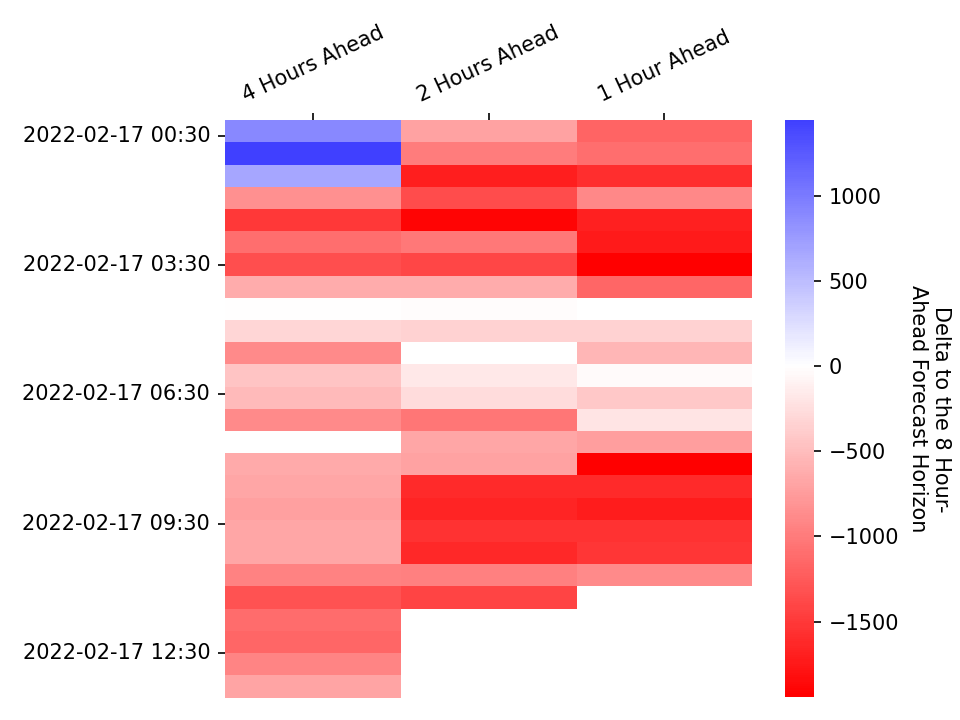 4 Hours Ahead
2 Hours Ahead
1 Hour Ahead
2022-02-17 00:30
2022-02-17 03:30
2022-02-17 06:30
2022-02-17 09:30
2022-02-17 12:30
1000
500
0
−500
−1000
−1500
Delta to the 8 Hour-
Ahead Forecast Horizon